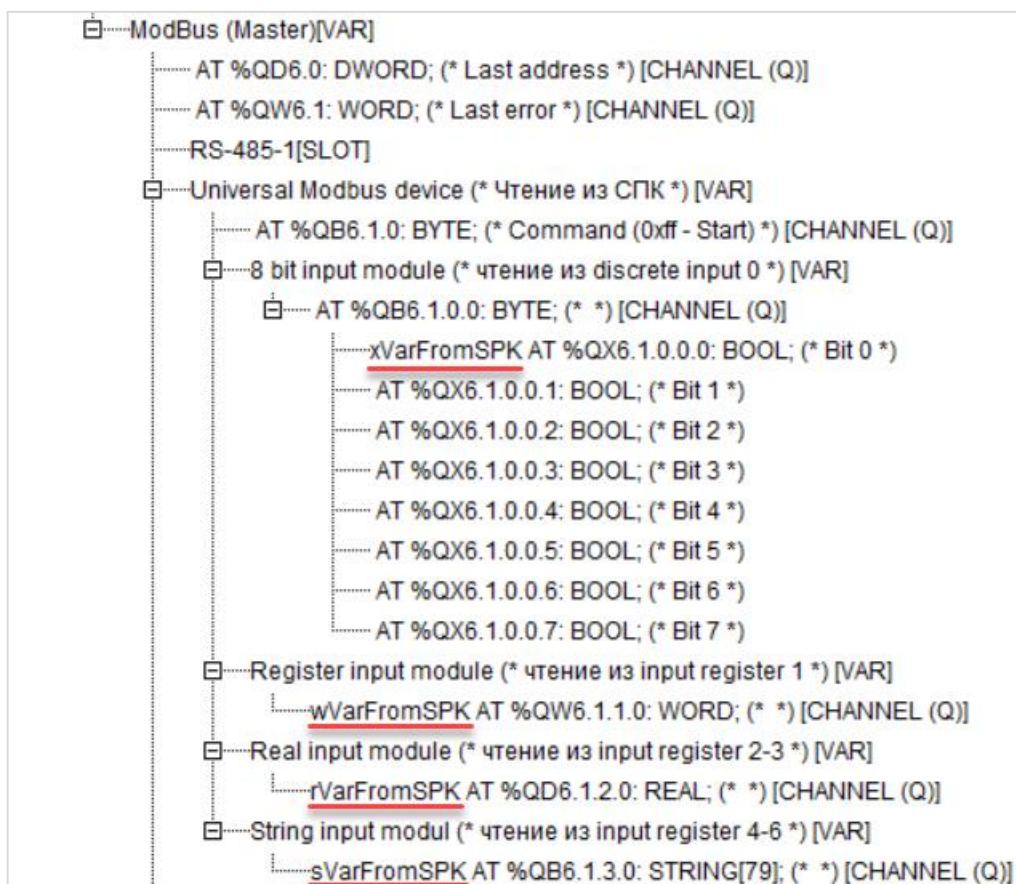 ModBus (Master)[VAR]
AT %QD6.0: DWORD; (* Last address *) [CHANNEL (Q)]
AT %QW6.1: WORD; (* Last error *) [CHANNEL (Q)]
RS-485-1[SLOT]
Universal Modbus device (* Чтение из СПК *) [VAR]
AT %QB6.1.0: BYTE; (* Command (0xff - Start) *) [CHANNEL (Q)]
8 bit input module (* чтение из discrete input 0 *) [VAR]
AT %QB6.1.0.0: BYTE; (* *) [CHANNEL (Q)]
xVarFromSPK AT %QX6.1.0.0.0: BOOL; (* Bit 0 *)
AT %QX6.1.0.0.1: BOOL; (* Bit 1 *)
AT %QX6.1.0.0.2: BOOL; (* Bit 2 *)
AT %QX6.1.0.0.3: BOOL; (* Bit 3 *)
AT %QX6.1.0.0.4: BOOL; (* Bit 4 *)
AT %QX6.1.0.0.5: BOOL; (* Bit 5 *)
AT %QX6.1.0.0.6: BOOL; (* Bit 6 *)
AT %QX6.1.0.0.7: BOOL; (* Bit 7 *)
Register input module (* чтение из input register 1 *) [VAR]
wVarFromSPK AT %QW6.1.1.0: WORD; (* *) [CHANNEL (Q)]
Real input module (* чтение из input register 2-3 *) [VAR]
rVarFromSPK AT %QD6.1.2.0: REAL; (* *) [CHANNEL (Q)]
String input modul (* чтение из input register 4-6 *) [VAR]
sVarFromSPK AT %QB6.1.3.0: STRING[79]; (* *) [CHANNEL (Q)]